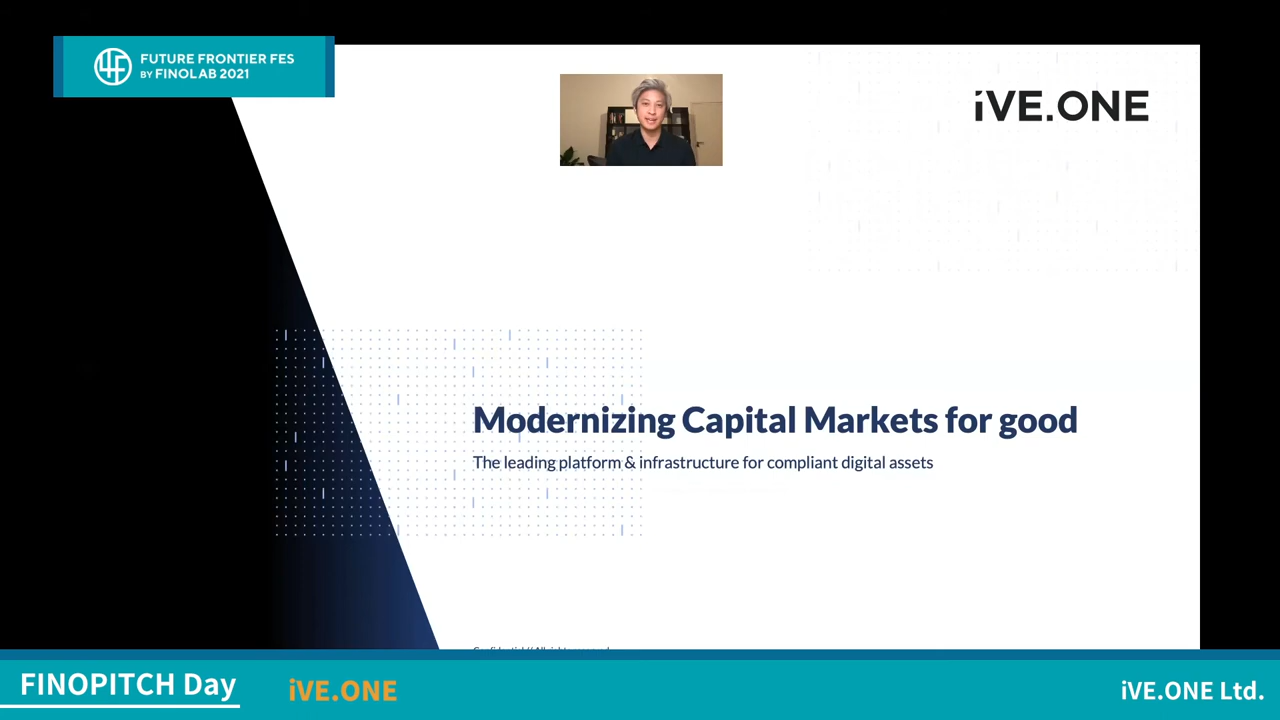 FUTURE FRONTIER FES
BY FINOLAB 2021
iVE.ONE
Modernizing Capital Markets for good
The leading platform & infrastructure for compliant digital assets
FINOPITCH Day
iVE.ONE
iVE.ONE Ltd.